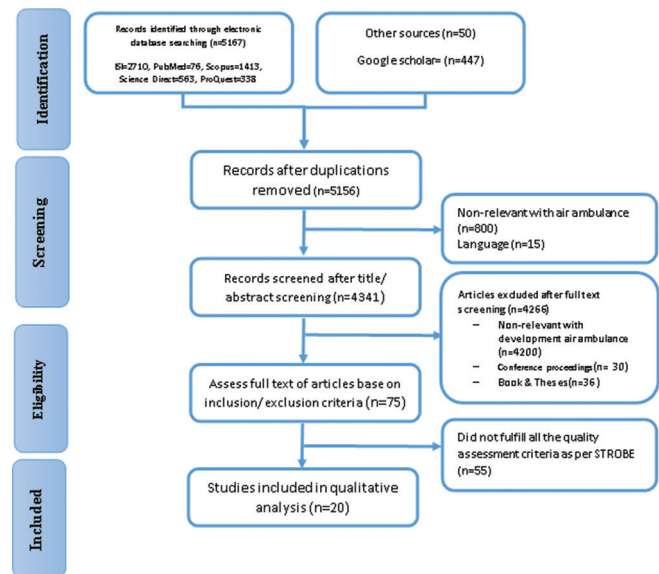 Identification
Records identified through electronic
database searching (n=5167)
ISI=2710, PubMed=76, Scopus=1413,
Science Direct=563, ProQuest=338
Other sources (n=50)
Google scholar= (n=447)
Screening
Records after duplications
removed (n=5156)
Non-relevant with air ambulance
(n=800)
Language (n=15)
Records screened after title/
abstract screening (n=4341)
Articles excluded after full text
screening (n=4266)
– Non-relevant with
development air ambulance
(n=4200)
– Conference proceedings(n= 30)
– Book & Theses(n=36)
Eligibility
Assess full text of articles base on
inclusion/exclusion criteria (n=75)
Did not fulfill all the quality
assessment criteria as per STROBE
(n=55)
Included
Studies included in qualitative
analysis (n=20)